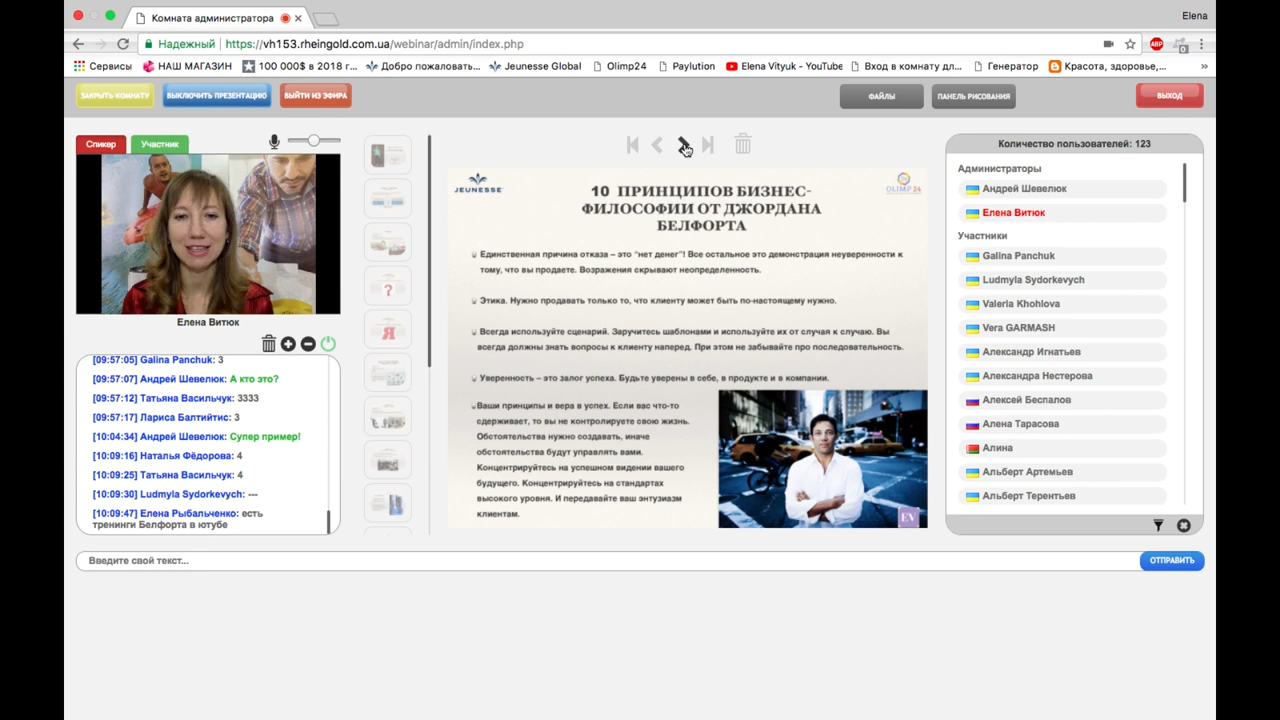 Комната администратора
Elena
Надежный
https://vh153.rheingold.com.ua/webinar/admin/index.php
ABP
0
Сервисы
НАШ МАГАЗИН
100 000$ в 2018 г...
Добро пожаловать...
Jeunesse Global
Olimp24
Paylution
Elena Vityuk - YouTube
Вход в комнату дл...
Генератор
Красота, здоровье,...
»
ЗАКРЫТЬ КОМНАТУ
ВЫКЛЮЧИТЬ ПРЕЗЕНТАЦИЮ
ВЫЙТИ ИЗ ЭФИРА
ФАЙЛЫ
ПАНЕЛЬ РИСОВАНИЯ
ВЫХОД
Спикер
Участник
Елена Витюк
[09:57:05] Galina Panchuk: 3
[09:57:07] Андрей Шевелюк: А кто это?
[09:57:12] Татьяна Васильчук: 3333
[09:57:17] Лариса Балтийтис: 3
[10:04:34] Андрей Шевелюк: Супер пример!
[10:09:16] Наталья Фёдорова: 4
[10:09:25] Татьяна Васильчук: 4
[10:09:30] Ludmyla Sydorkevych: ---
[10:09:47] Елена Рыбальченко: есть
тренинги Белфорта в ютубе
?
Я
JEUNESSE
OLIMP 24
10 ПРИНЦИПОВ БИЗНЕС-
ФИЛОСОФИИ ОТ ДЖОРДАНА
БЕЛФОРТА
Единственная причина отказа – это "нет денег"! Все остальное это демонстрация неуверенности к
тому, что вы продаете. Возражения скрывают неопределенность.
Этика. Нужно продавать только то, что клиенту может быть по-настоящему нужно.
Всегда используйте сценарий. Заручитесь шаблонами и используйте их от случая к случаю. Вы
всегда должны знать вопросы к клиенту наперед. При этом не забывайте про последовательность.
Уверенность – это залог успеха. Будьте уверены в себе, в продукте и в компании.
Ваши принципы и вера в успех. Если вас что-то
сдерживает, то вы не контролируете свою жизнь.
Обстоятельства нужно создавать, иначе
обстоятельства будут управлять вами.
Концентрируйтесь на успешном видении вашего
будущего. Концентрируйтесь на стандартах
высокого уровня. И передавайте ваш энтузиазм
клиентам.
EV
Количество пользователей: 123
Администраторы
Андрей Шевелюк
Елена Витюк
Участники
Galina Panchuk
Ludmyla Sydorkevych
Valeria Khohlova
Vera GARMASH
Александр Игнатьев
Александра Нестерова
Алексей Беспалов
Алена Тарасова
Алина
Альберт Артемьев
Альберт Терентьев
Введите свой текст...
ОТПРАВИТЬ